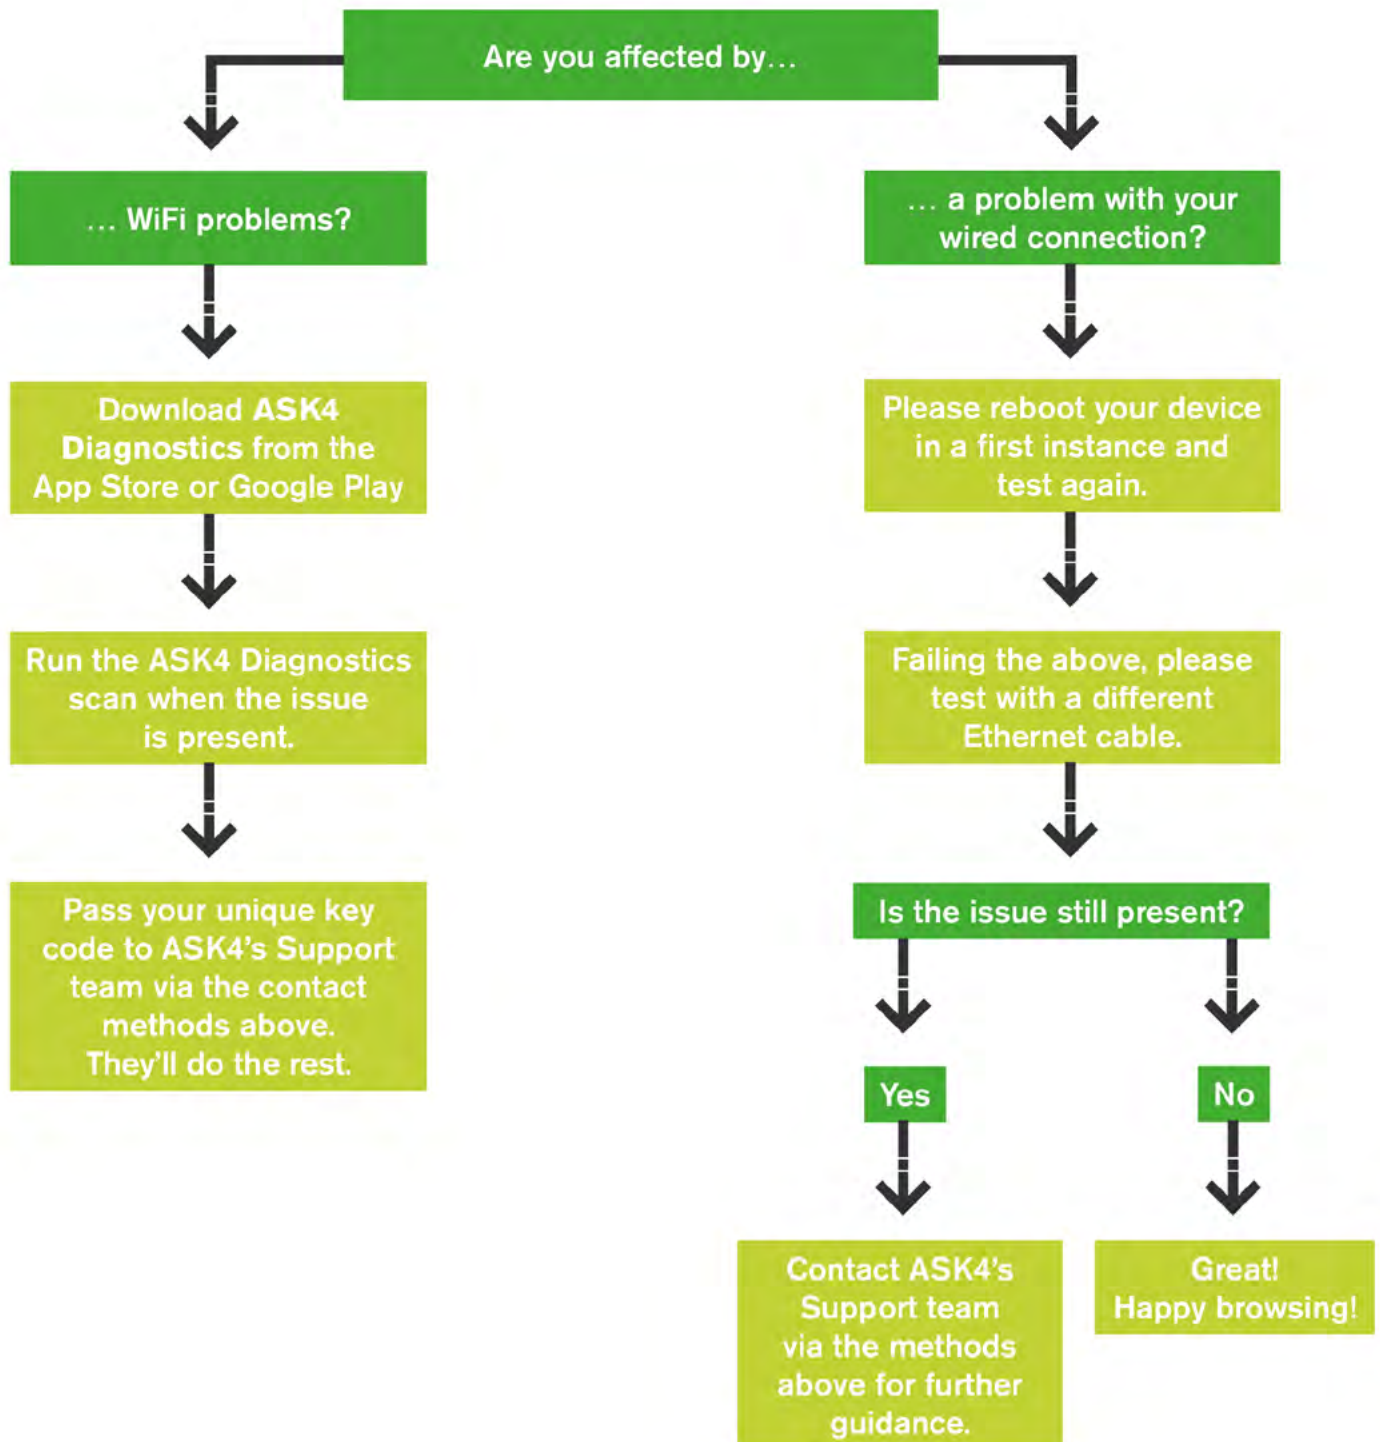 Are you affected by...
... WiFi problems?
Download ASK4
Diagnostics from the
App Store or Google Play
Run the ASK4 Diagnostics
scan when the issue
is present.
Pass your unique key
code to ASK4's Support
team via the contact
methods above.
They'll do the rest.
... a problem with your
wired connection?
Please reboot your device
in a first instance and
test again.
Failing the above, please
test with a different
Ethernet cable.
Is the issue still present?
Yes
No
Contact ASK4's
Support team
via the methods
above for further
guidance.
Great!
Happy browsing!